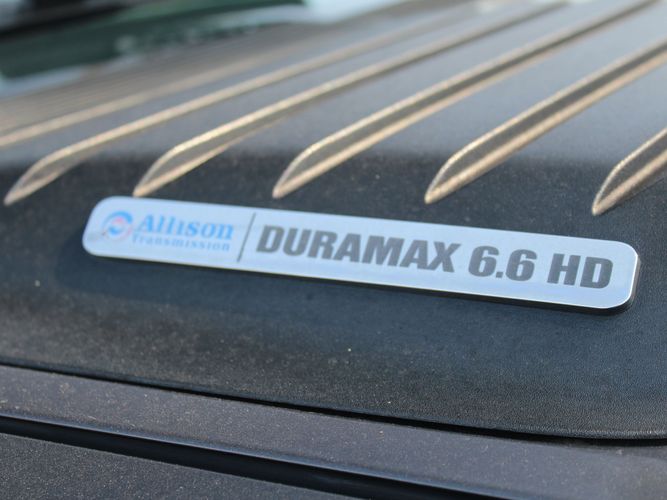 Allison
Transmission
DURAMAX 6.6 HD